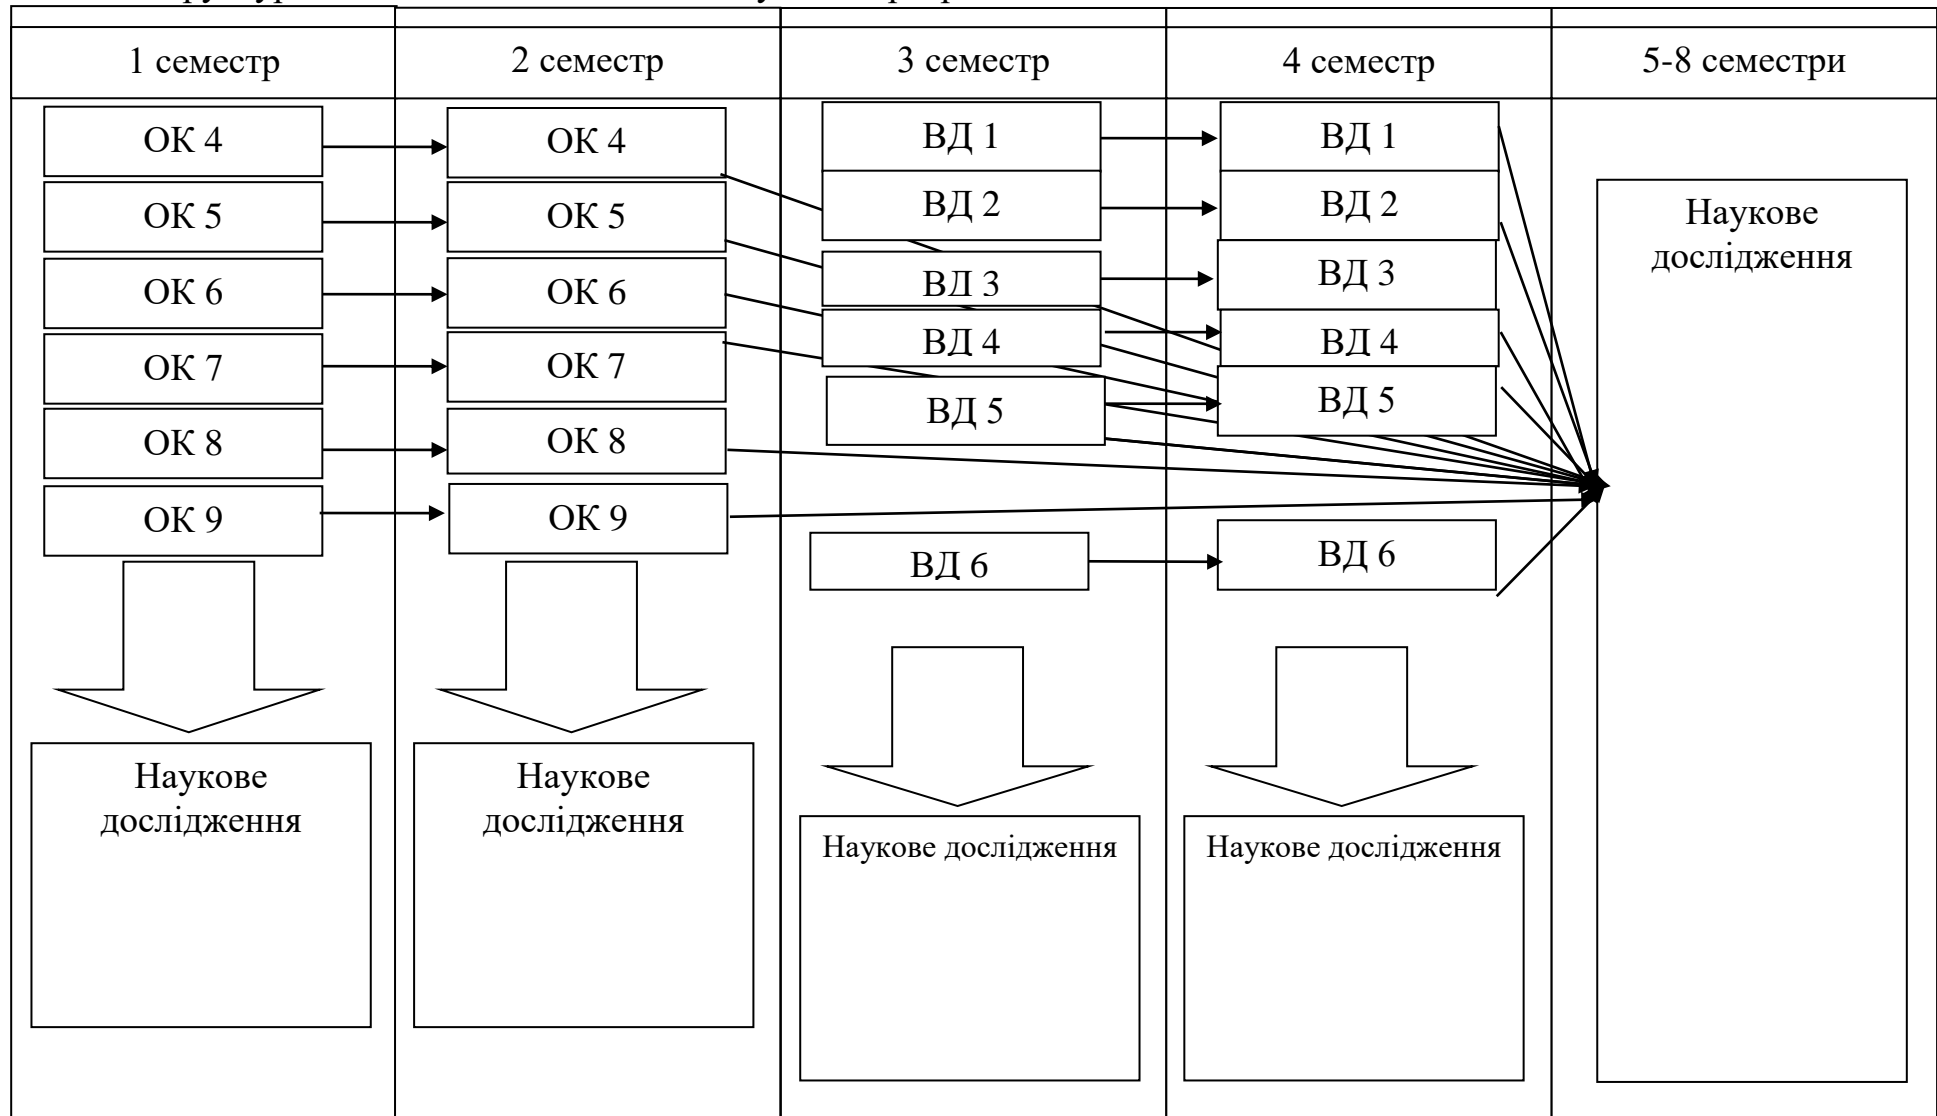 1 семестр
2 семестр
3 семестр
4 семестр
5-8 семестри
ОК 4
ОК 5
ОК 6
ОК 7
ОК 8
ОК 9
Наукове
дослідження
ОК 4
ОК 5
ОК 6
ОК 7
ОК 8
ОК 9
Наукове
дослідження
ВД 1
ВД 2
ВД 3
ВД 4
ВД 5
ВД 6
Наукове дослідження
ВД 1
ВД 2
ВД 3
ВД 4
ВД 5
ВД 6
Наукове дослідження
Наукове
дослідження